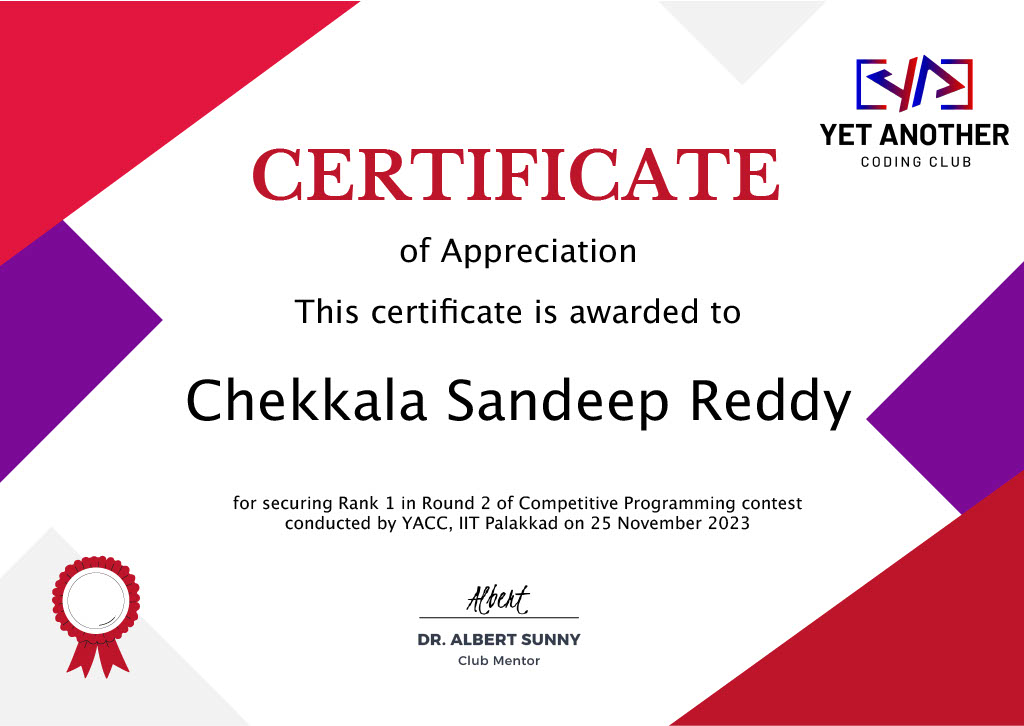 YET ANOTHER
CODING CLUB
CERTIFICATE
of Appreciation
This certificate is awarded to
Chekkala Sandeep Reddy
for securing Rank 1 in Round 2 of Competitive Programming contest
conducted by YACC, IIT Palakkad on 25 November 2023
Albert
DR. ALBERT SUNNY
Club Mentor